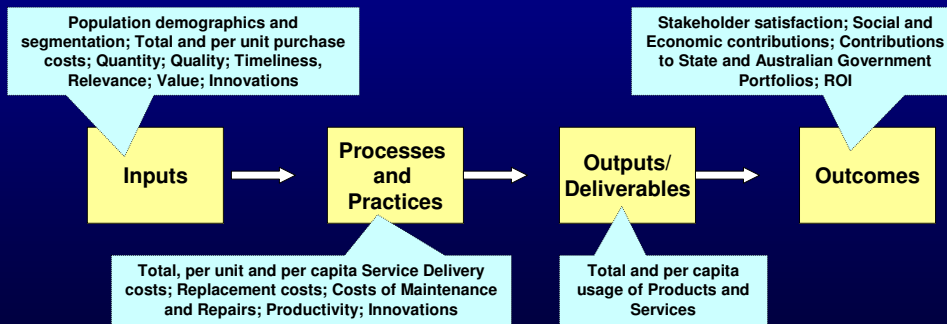 Population demographics and
segmentation; Total and per unit purchase
costs; Quantity; Quality; Timeliness,
Relevance; Value; Innovations
Stakeholder satisfaction; Social and
Economic contributions; Contributions
to State and Australian Government
Portfolios; ROI
Inputs
Processes
and
Practices
Outputs/
Deliverables
Outcomes
Total, per unit and per capita Service Delivery
costs; Replacement costs; Costs of Maintenance
and Repairs; Productivity; Innovations
Total and per capita
usage of Products and
Services